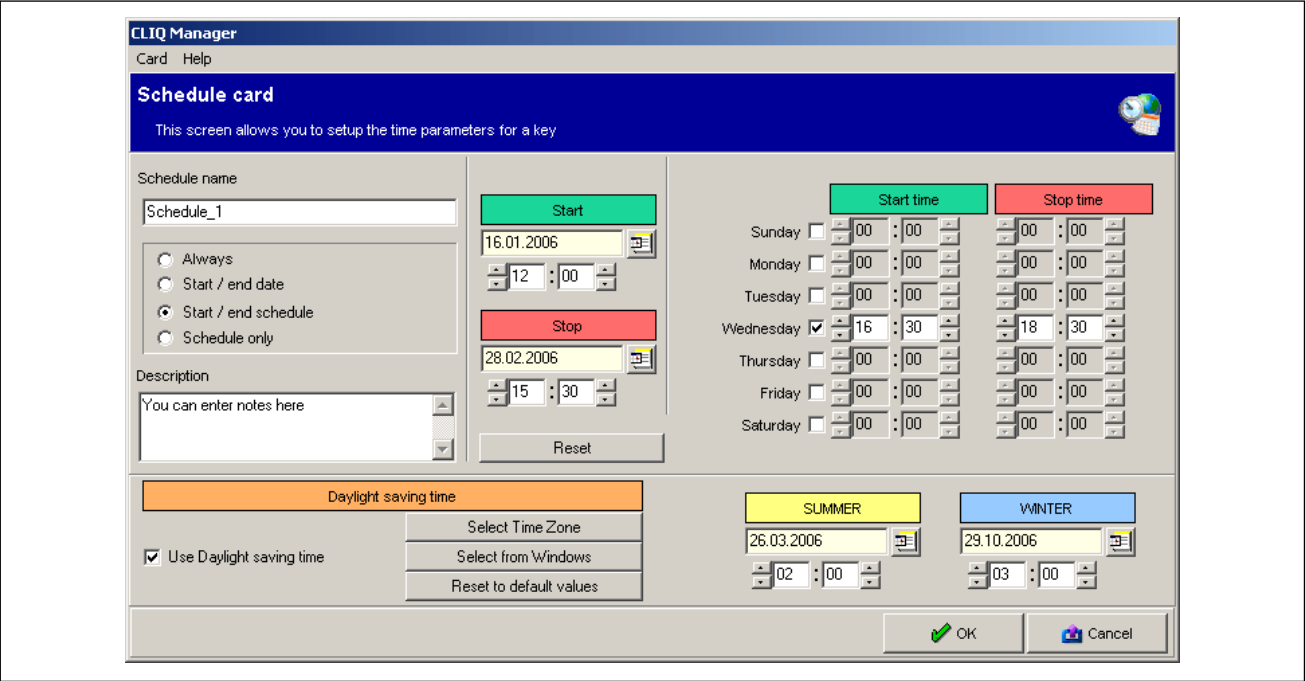 CLIQ Manager
Card Help
Schedule card
This screen allows you to setup the time parameters for a key
Schedule name
Schedule_1
Always
Start / end date
Start / end schedule
Schedule only
Description
You can enter notes here
Start
16.01.2006
12 : 00
Stop
28.02.2006
15 : 30
Reset
Start time Stop time
Sunday 00 : 00 00 : 00
Monday 00 : 00 00 : 00
Tuesday 00 : 00 00 : 00
Wednesday 16 : 30 18 : 30
Thursday 00 : 00 00 : 00
Friday 00 : 00 00 : 00
Saturday 00 : 00 00 : 00
Daylight saving time
Use Daylight saving time
Select Time Zone
Select from Windows
Reset to default values
SUMMER
26.03.2006
02 : 00
WINTER
29.10.2006
03 : 00
OK Cancel